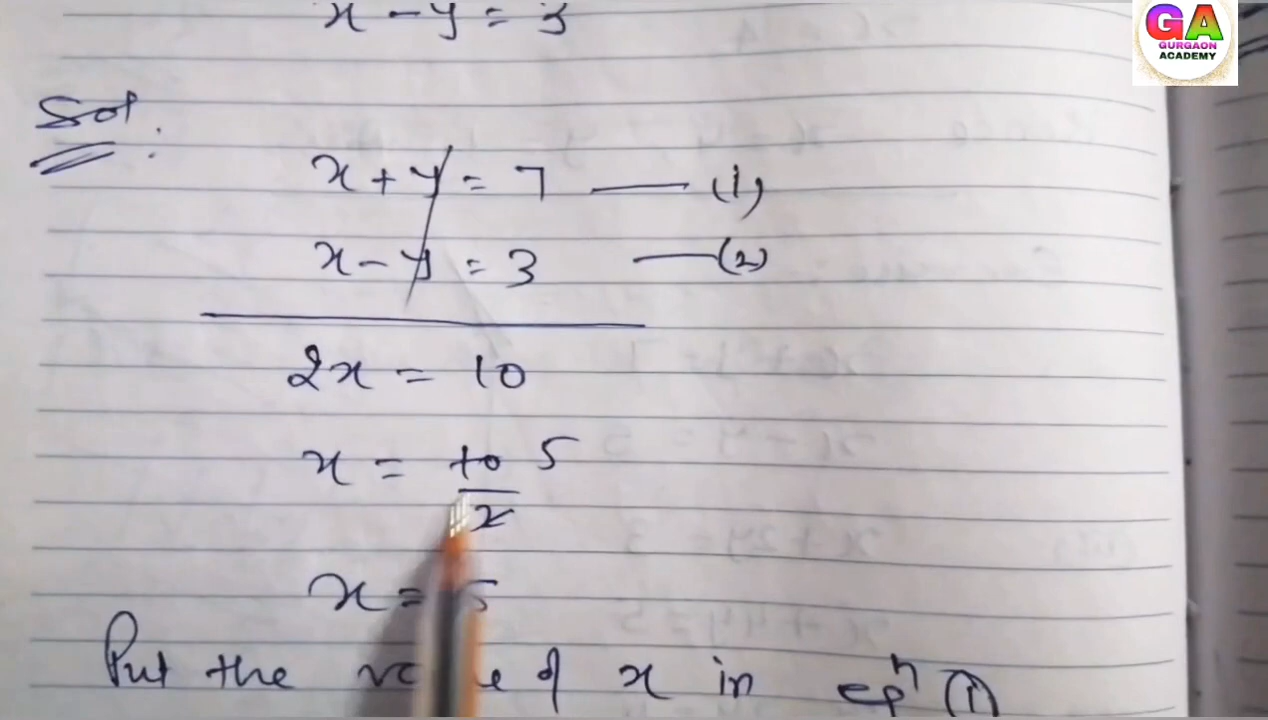 x - y = 3
GA
GURGAON
ACADEMY
Sol.
x + y = 7 —— (1)
x - y = 3 —— (2)
2x = 10
x = 10/2 5
x = 5
Put the of x in eqⁿ (1)